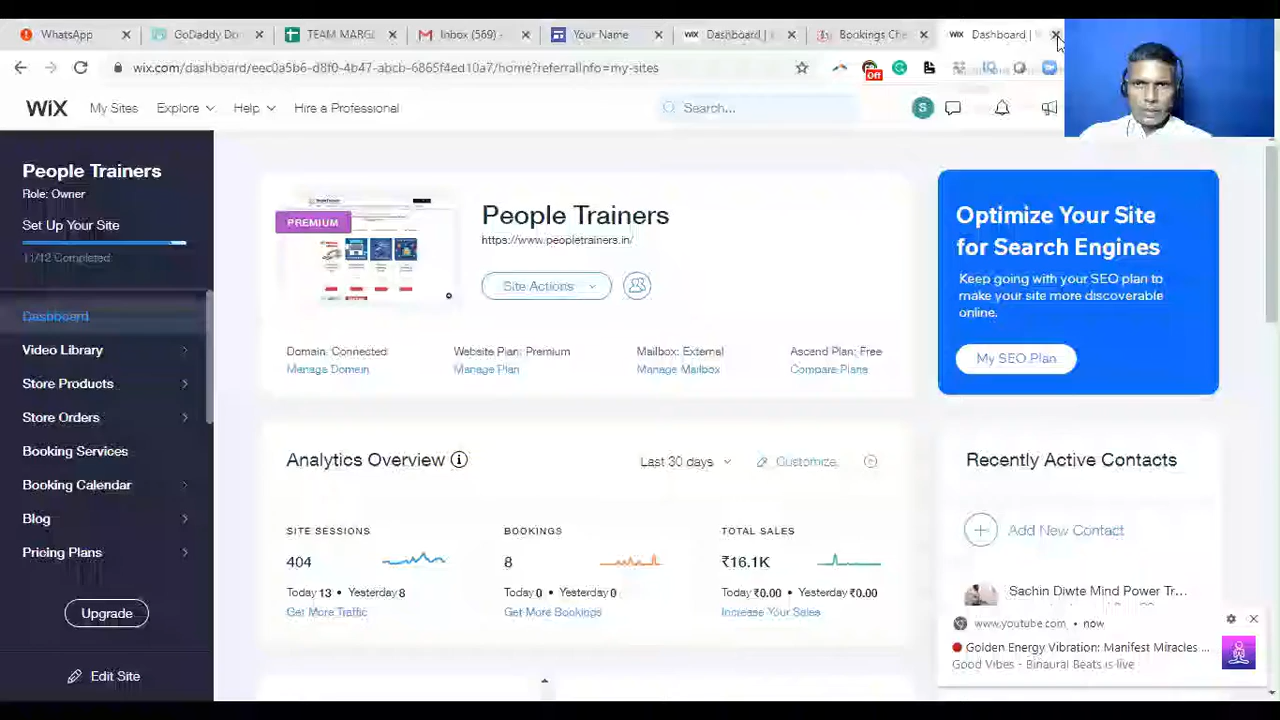 WhatsApp
GoDaddy Do
TEAM MARG
Inbox (569) -
Your Name
WIX Dashboard |
Bookings Che
WIX Dashboard |
wix.com/dashboard/eec0a5b6-d8f0-4b47-abcb-6865f4ed10a7/home?referralInfo=my-sites
Off
WIX My Sites Explore Help Hire a Professional Search... S
People Trainers
Role: Owner
Set Up Your Site
11/12 Completed
Dashboard
Video Library
Store Products
Store Orders
Booking Services
Booking Calendar
Blog
Pricing Plans
Upgrade
Edit Site
PREMIUM
People Trainers
https://www.peopletrainers.in/
Site Actions
Domain: Connected
Manage Domain
Website Plan: Premium
Manage Plan
Mailbox: External
Manage Mailbox
Ascend Plan: Free
Compare Plans
Optimize Your Site
for Search Engines
Keep going with your SEO plan to
make your site more discoverable
online.
My SEO Plan
Analytics Overview
Last 30 days
Customize
SITE SESSIONS
404
Today 13 • Yesterday 8
Get More Traffic
BOOKINGS
8
Today 0 • Yesterday 0
Get More Bookings
TOTAL SALES
₹16.1K
Today ₹0.00 • Yesterday ₹0.00
Increase Your Sales
Recently Active Contacts
Add New Contact
Sachin Diwte Mind Power Tr...
www.youtube.com • now
Golden Energy Vibration: Manifest Miracles ...
Good Vibes - Binaural Beats is live